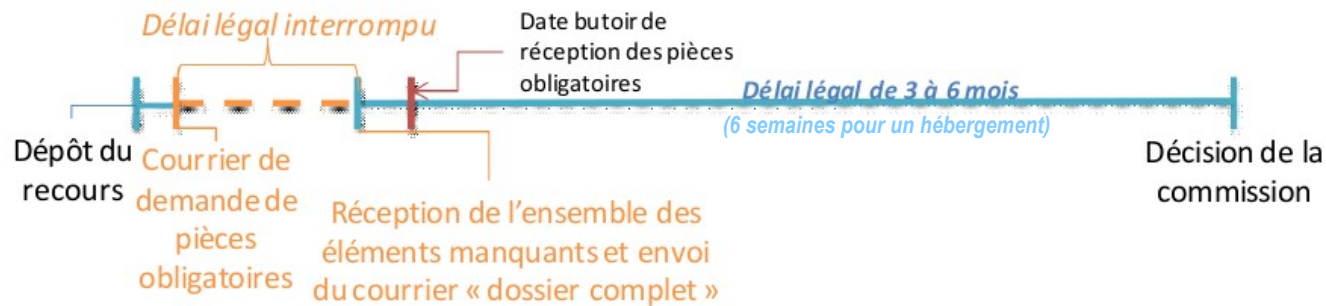 Délai légal interrompu
Date butoir de
réception des pièces
obligatoires
Délai légal de 3 à 6 mois
(6 semaines pour un hébergement)
Dépôt du
recours
Courrier de
demande de
pièces
obligatoires
Réception de l'ensemble des
éléments manquants et envoi
du courrier « dossier complet »
Décision de la
commission